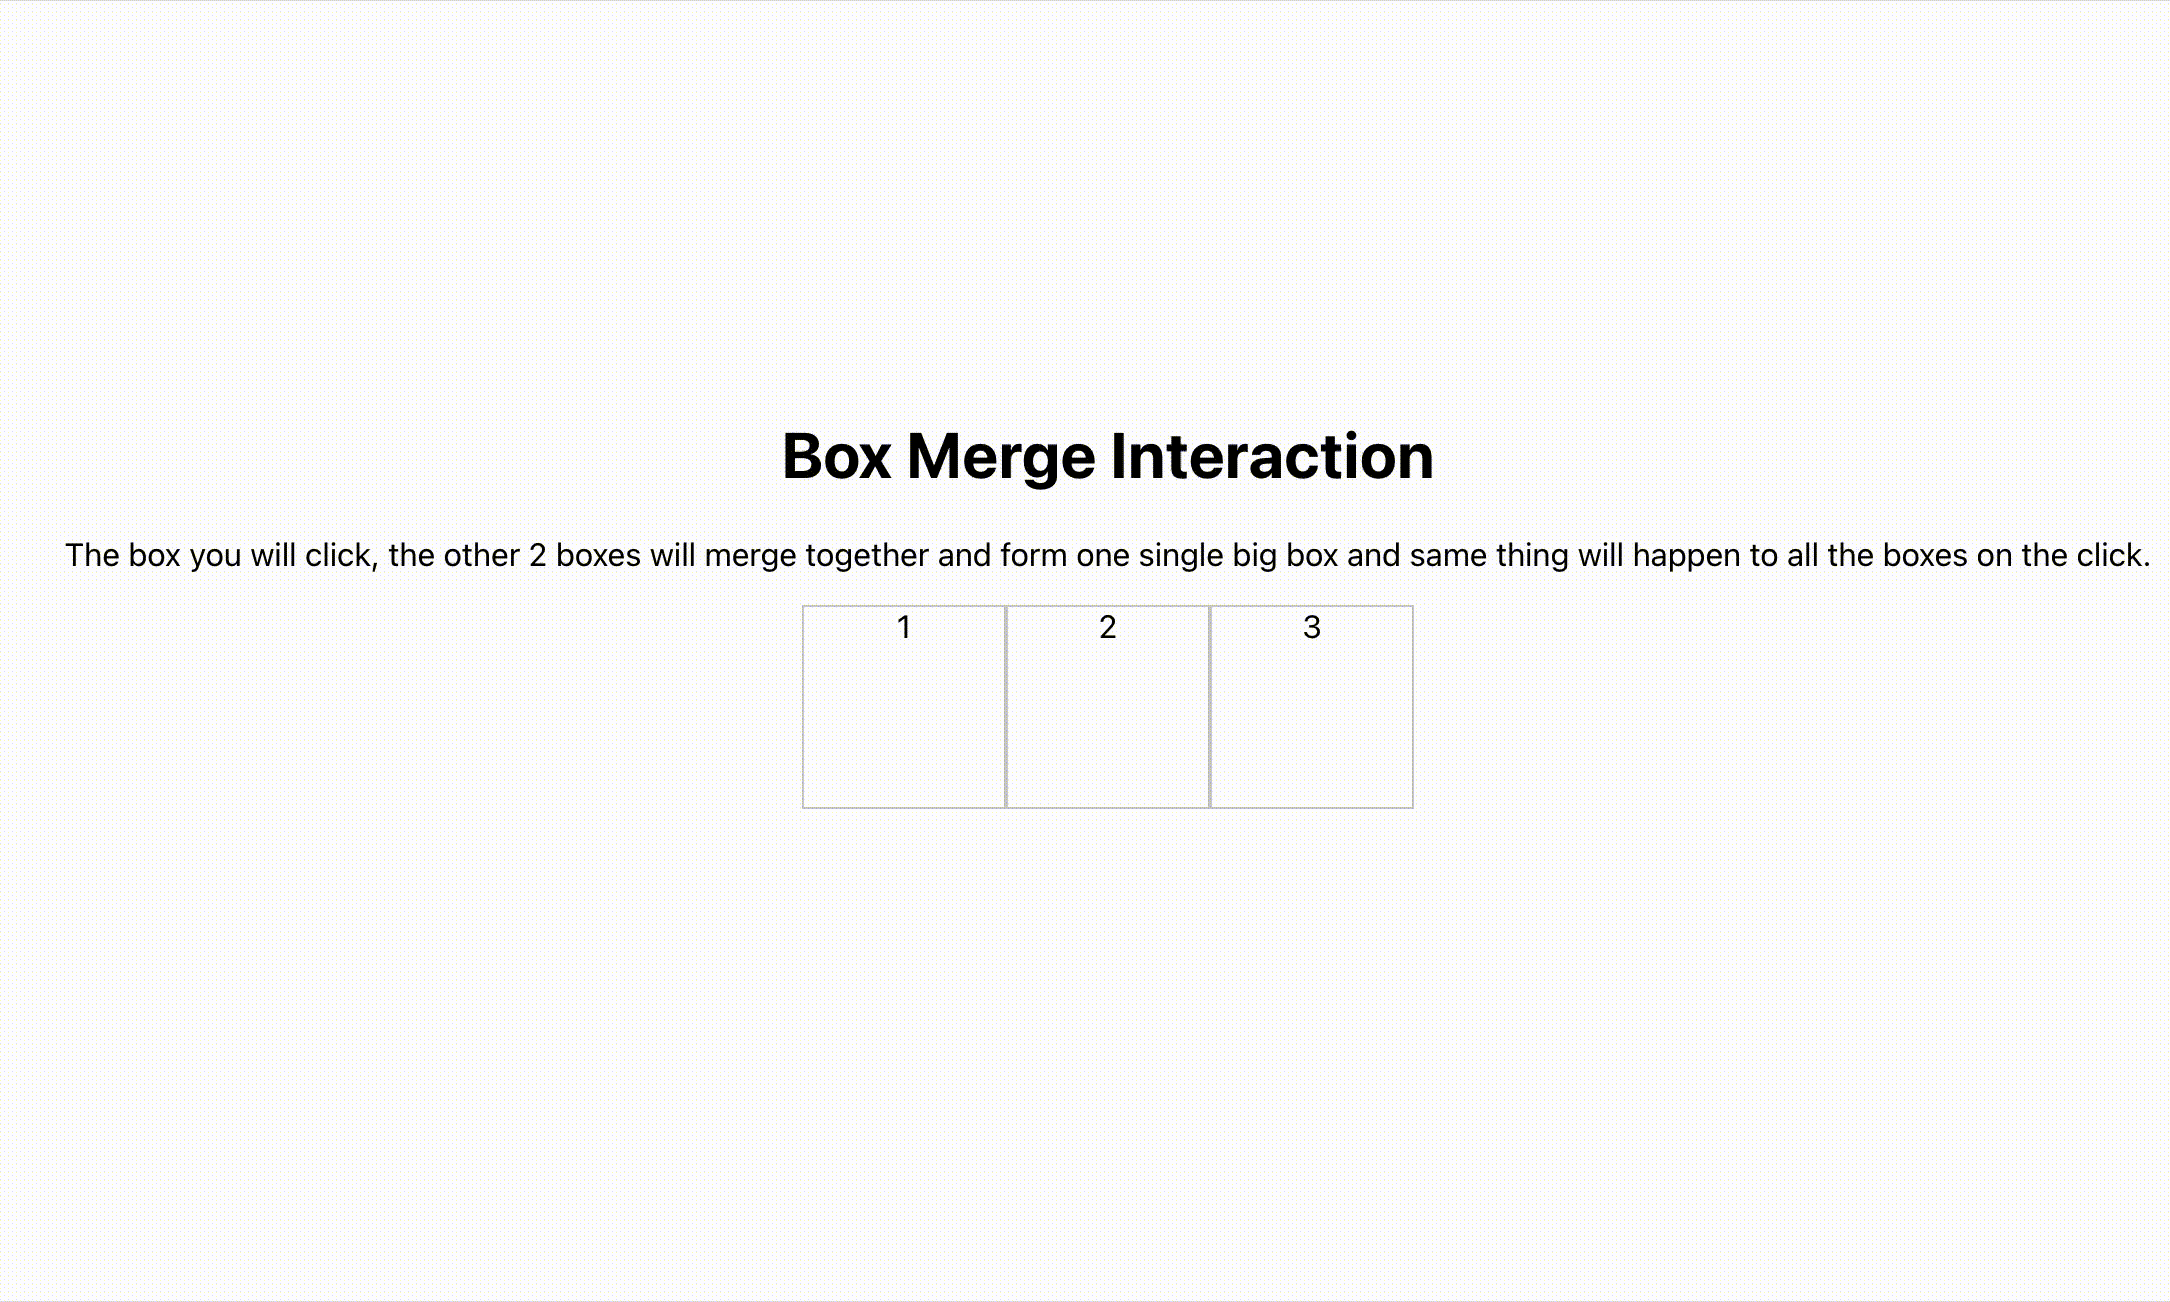 Box Merge Interaction
The box you will click, the other 2 boxes will merge together and form one single big box and same thing will happen to all the boxes on the click.
1 2 3